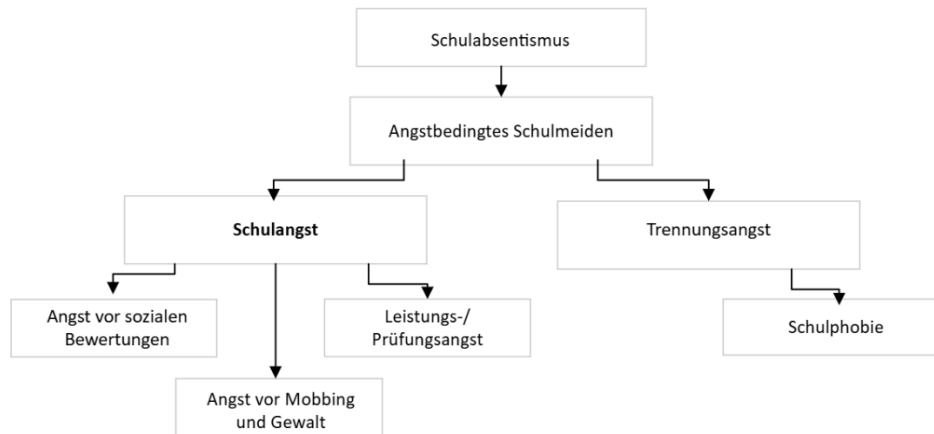 Schulabsentismus
Angstbedingtes Schulmeiden
Schulangst
Trennungsangst
Angst vor sozialen
Bewertungen
Leistungs-/
Prüfungsangst
Schulphobie
Angst vor Mobbing
und Gewalt